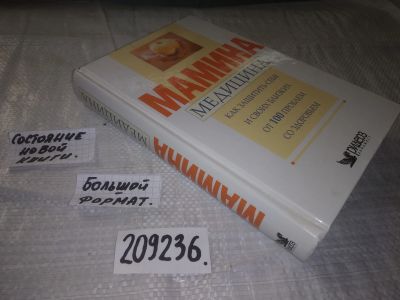 МАМИНА
МЕДИЦИНА
КАК ЗАЩИТИТЬ СЕБЯ
И СВОИХ БЛИЗКИХ
ОТ 100 ПРОБЛЕМ
СО ЗДОРОВЬЕМ
РИДЕРЗ
МАМИНА
МЕДИЦИНА
СОСТОЯНИЕ
НОВОЙ
КНИГИ.
БОЛЬШОЙ
ФОРМАТ.
209236.